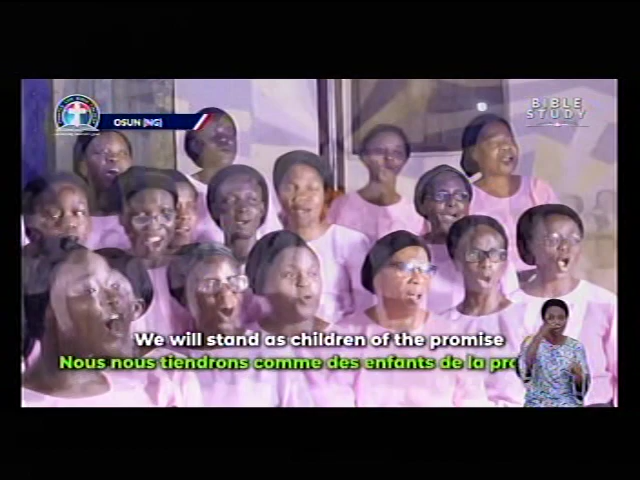 OSUN [NG]
BIBLE
STUDY
We will stand as children of the promise
Nous nous tiendrons comme des enfants de la pro